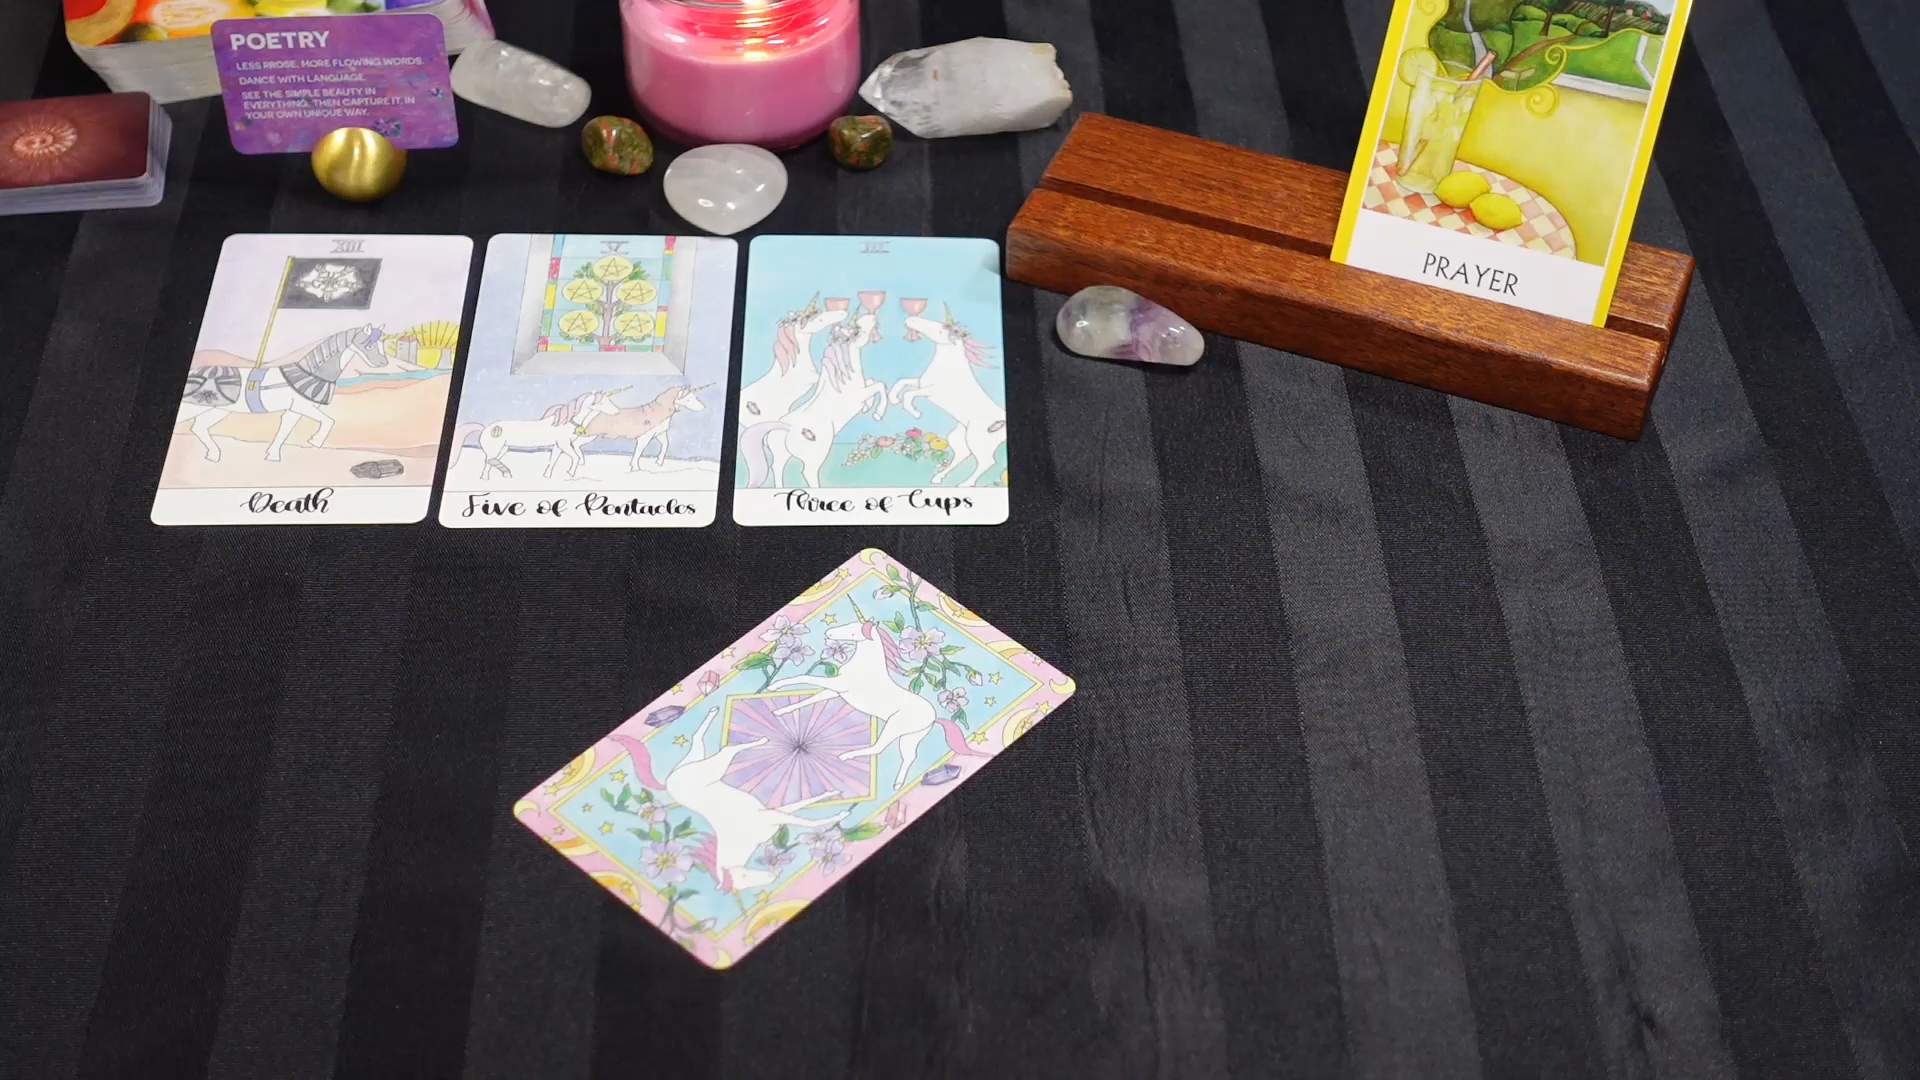 POETRY
LESS PROSE, MORE FLOWING WORDS.
DANCE WITH LANGUAGE.
SEE THE SIMPLE BEAUTY IN
EVERYTHING. THEN CAPTURE IT, IN
YOUR OWN UNIQUE WAY.
PRAYER
XIII
Death
V
Five of Pentacles
III
Three of Cups